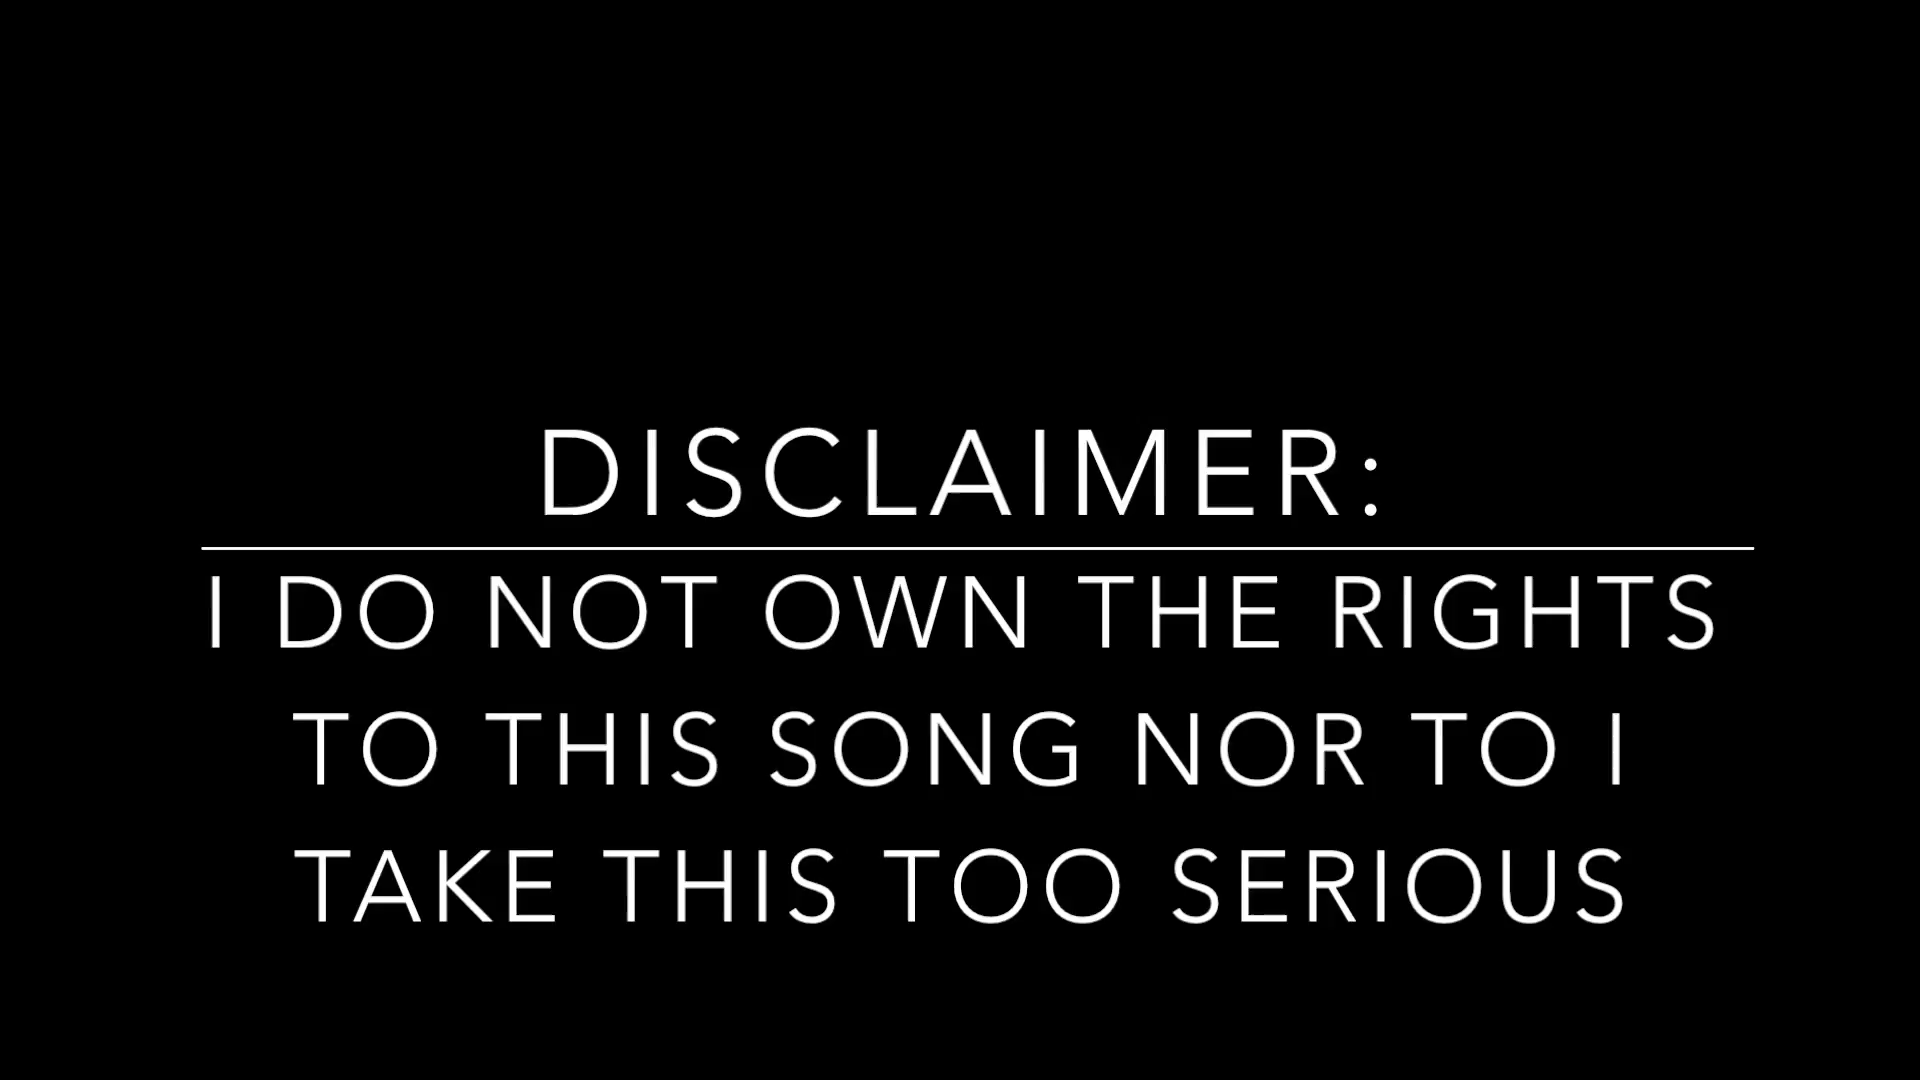 DISCLAIMER:
I DO NOT OWN THE RIGHTS
TO THIS SONG NOR TO I
TAKE THIS TOO SERIOUS